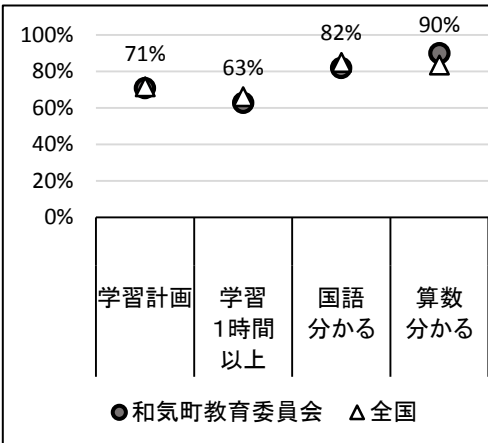 100%
80%
60%
40%
20%
0%
71%
63%
82%
90%
学習計画
学習
1時間
以上
国語
分かる
算数
分かる
和気町教育委員会 全国